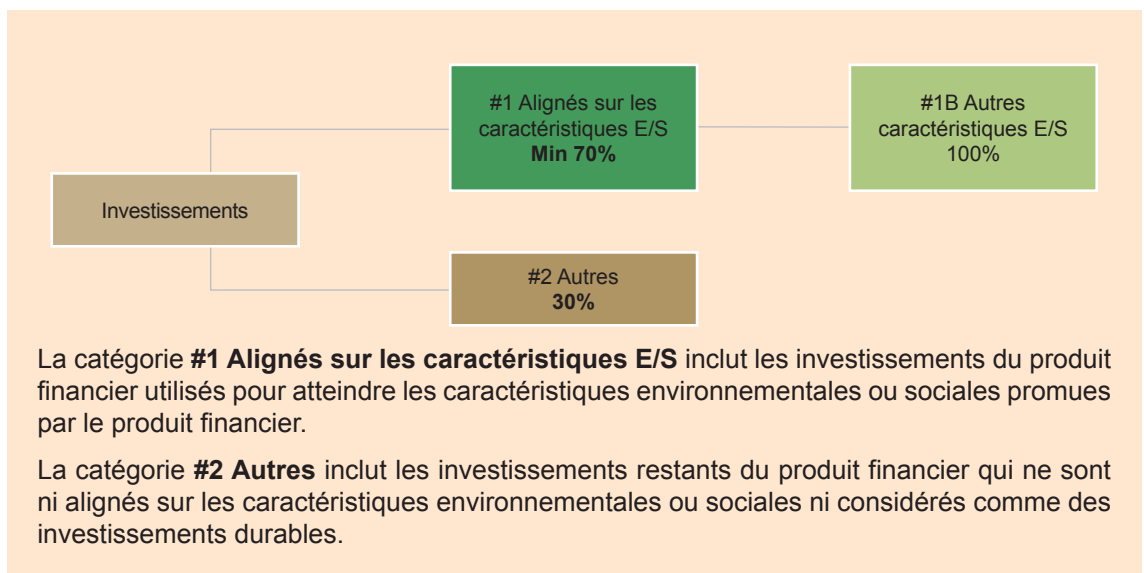 #1 Alignés sur les
caractéristiques E/S
Min 70%
#1B Autres
caractéristiques E/S
100%
Investissements
#2 Autres
30%
La catégorie #1 Alignés sur les caractéristiques E/S inclut les investissements du produit
financier utilisés pour atteindre les caractéristiques environnementales ou sociales promues
par le produit financier.
La catégorie #2 Autres inclut les investissements restants du produit financier qui ne sont
ni alignés sur les caractéristiques environnementales ou sociales ni considérés comme des
investissements durables.